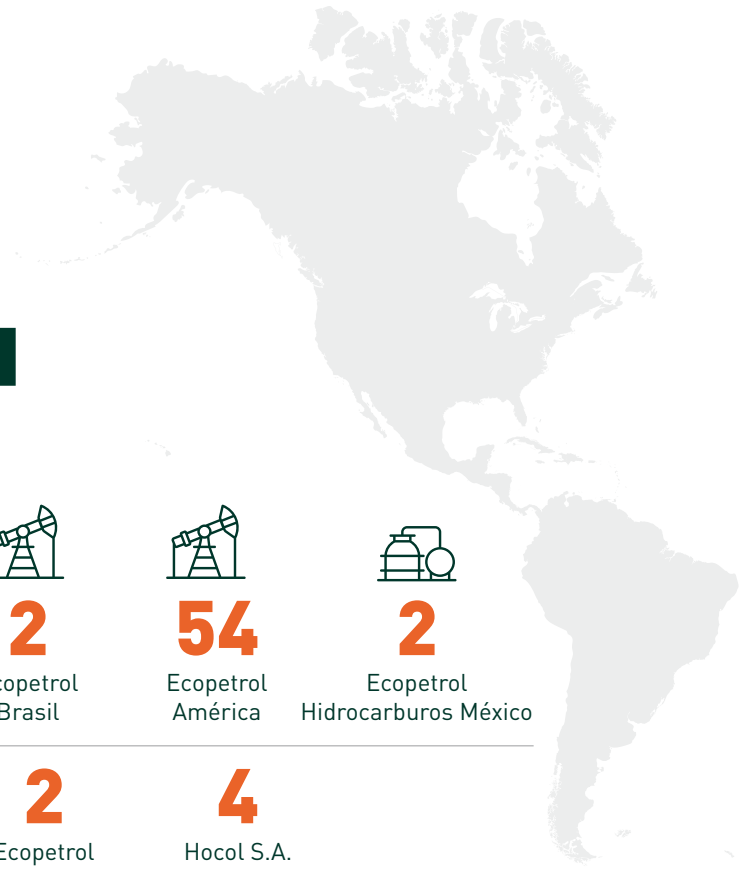 2
54
2
copetrol
Brasil
Ecopetrol
América
Ecopetrol
Hidrocarburos México
2
4
Ecopetrol
Hocol S.A.